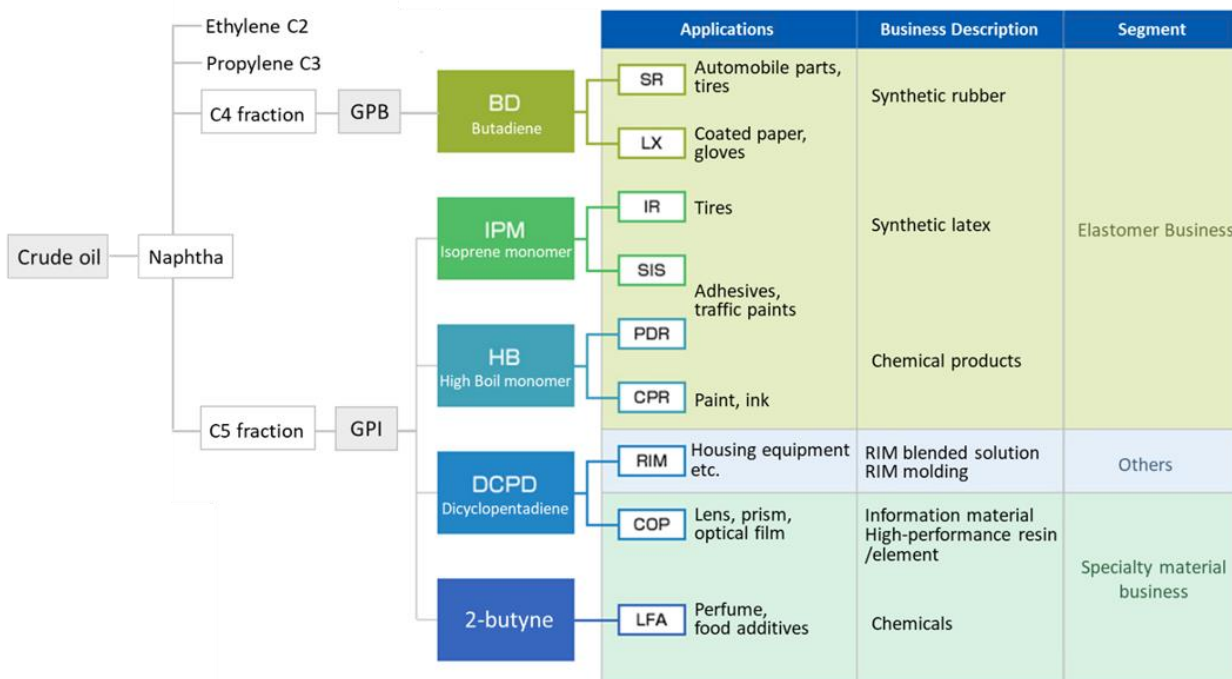 Ethylene C2
Propylene C3
C4 fraction
GPB
Crude oil
Naphtha
C5 fraction
GPI
BD
Butadiene
IPM
Isoprene monomer
HB
High Boil monomer
DCPD
Dicyclopentadiene
2-butyne
Applications
Business Description
Segment
SR
Automobile parts,
tires
Synthetic rubber
LX
Coated paper,
gloves
IR
Tires
Synthetic latex
Elastomer Business
SIS
Adhesives,
traffic paints
PDR
Chemical products
CPR
Paint, ink
RIM
Housing equipment
etc.
RIM blended solution
RIM molding
Others
COP
Lens, prism,
optical film
Information material
High-performance resin
/element
Specialty material
business
LFA
Perfume,
food additives
Chemicals